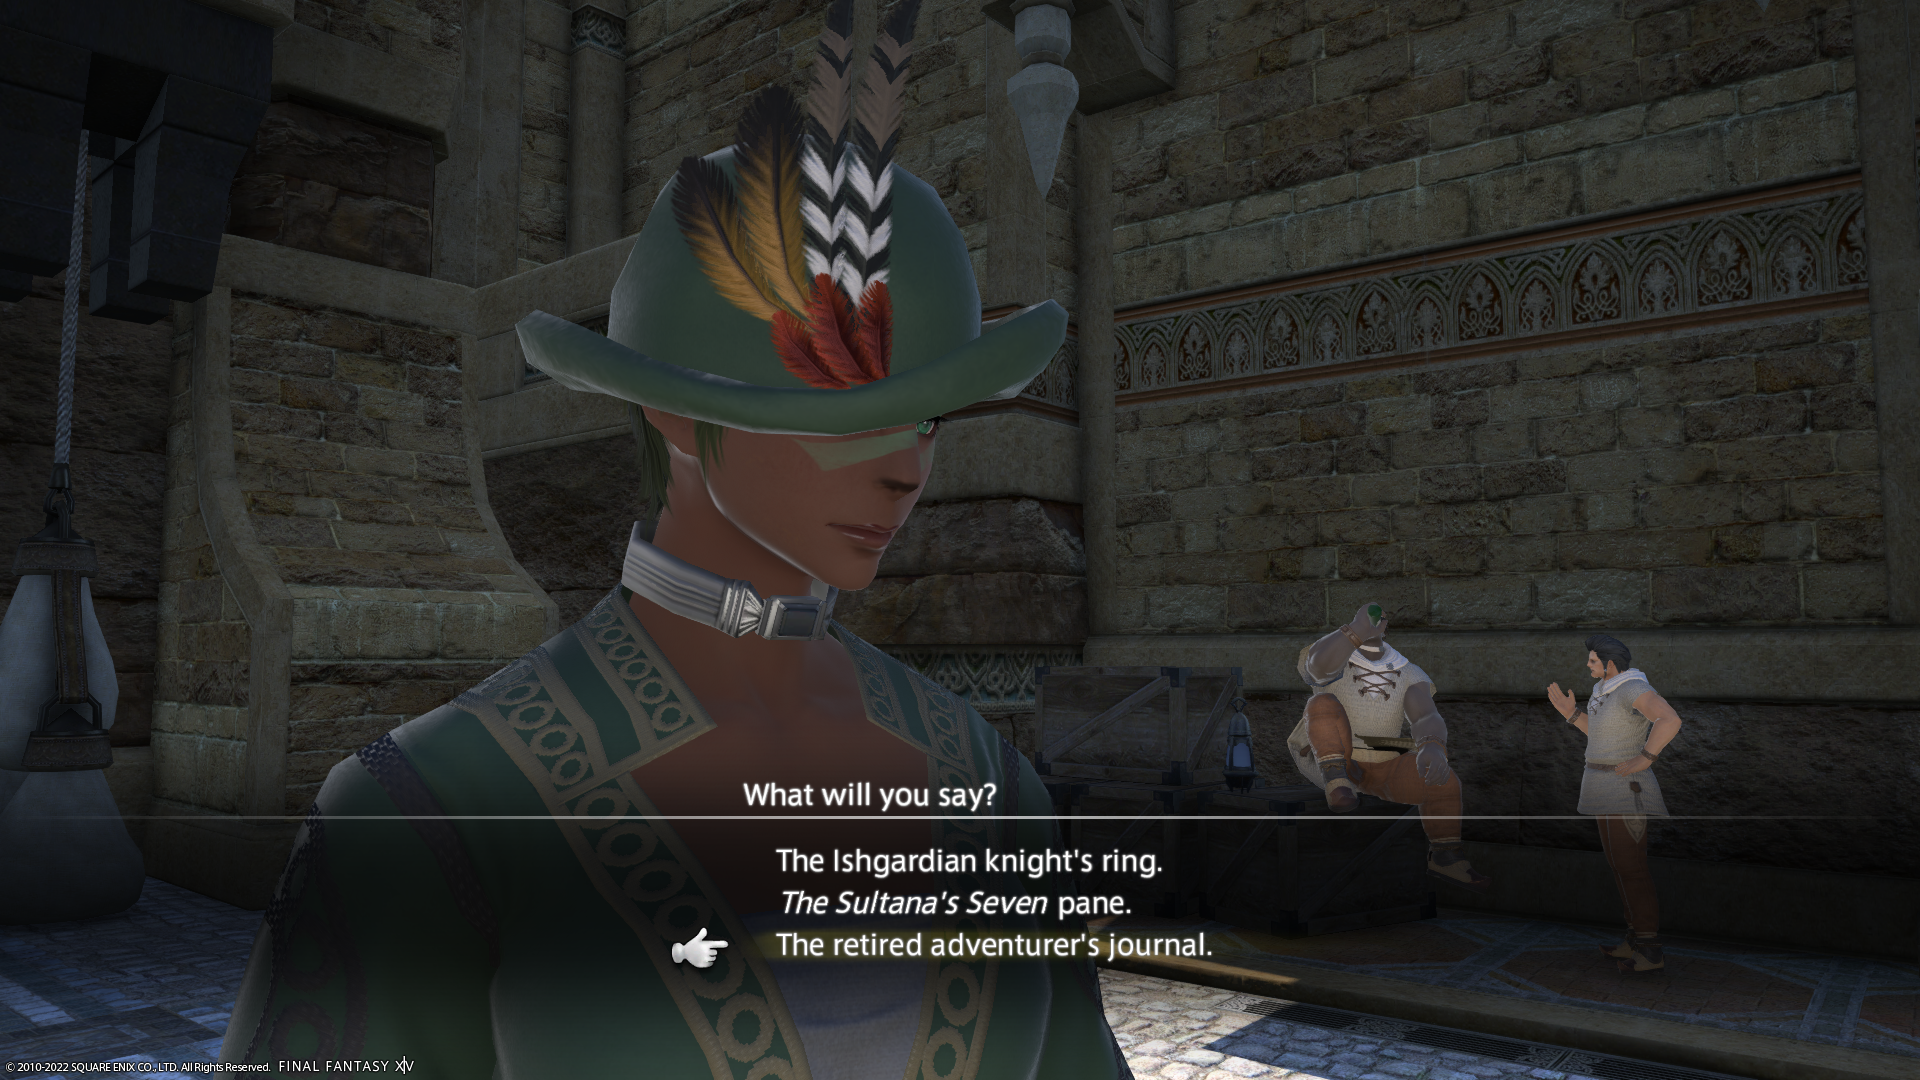 What will you say?
The Ishgardian knight's ring.
The Sultana's Seven pane.
The retired adventurer's journal.
© 2010-2022 SQUARE ENIX CO., LTD. All Rights Reserved. FINAL FANTASY XIV